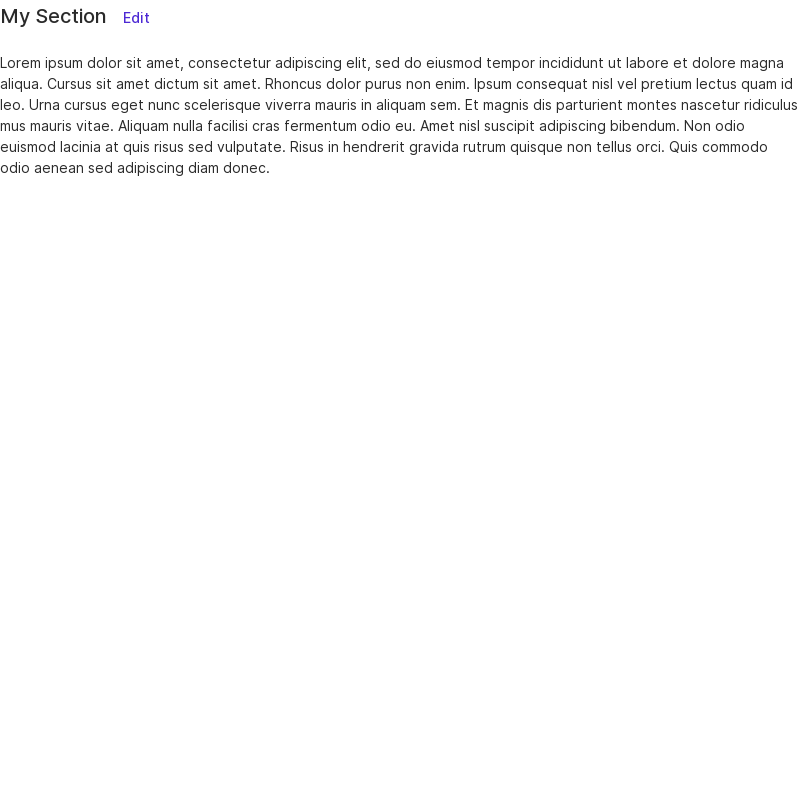 My Section Edit
Lorem ipsum dolor sit amet, consectetur adipiscing elit, sed do eiusmod tempor incididunt ut labore et dolore magna
aliqua. Cursus sit amet dictum sit amet. Rhoncus dolor purus non enim. Ipsum consequat nisl vel pretium lectus quam id
leo. Urna cursus eget nunc scelerisque viverra mauris in aliquam sem. Et magnis dis parturient montes nascetur ridiculus
mus mauris vitae. Aliquam nulla facilisi cras fermentum odio eu. Amet nisl suscipit adipiscing bibendum. Non odio
euismod lacinia at quis risus sed vulputate. Risus in hendrerit gravida rutrum quisque non tellus orci. Quis commodo
odio aenean sed adipiscing diam donec.